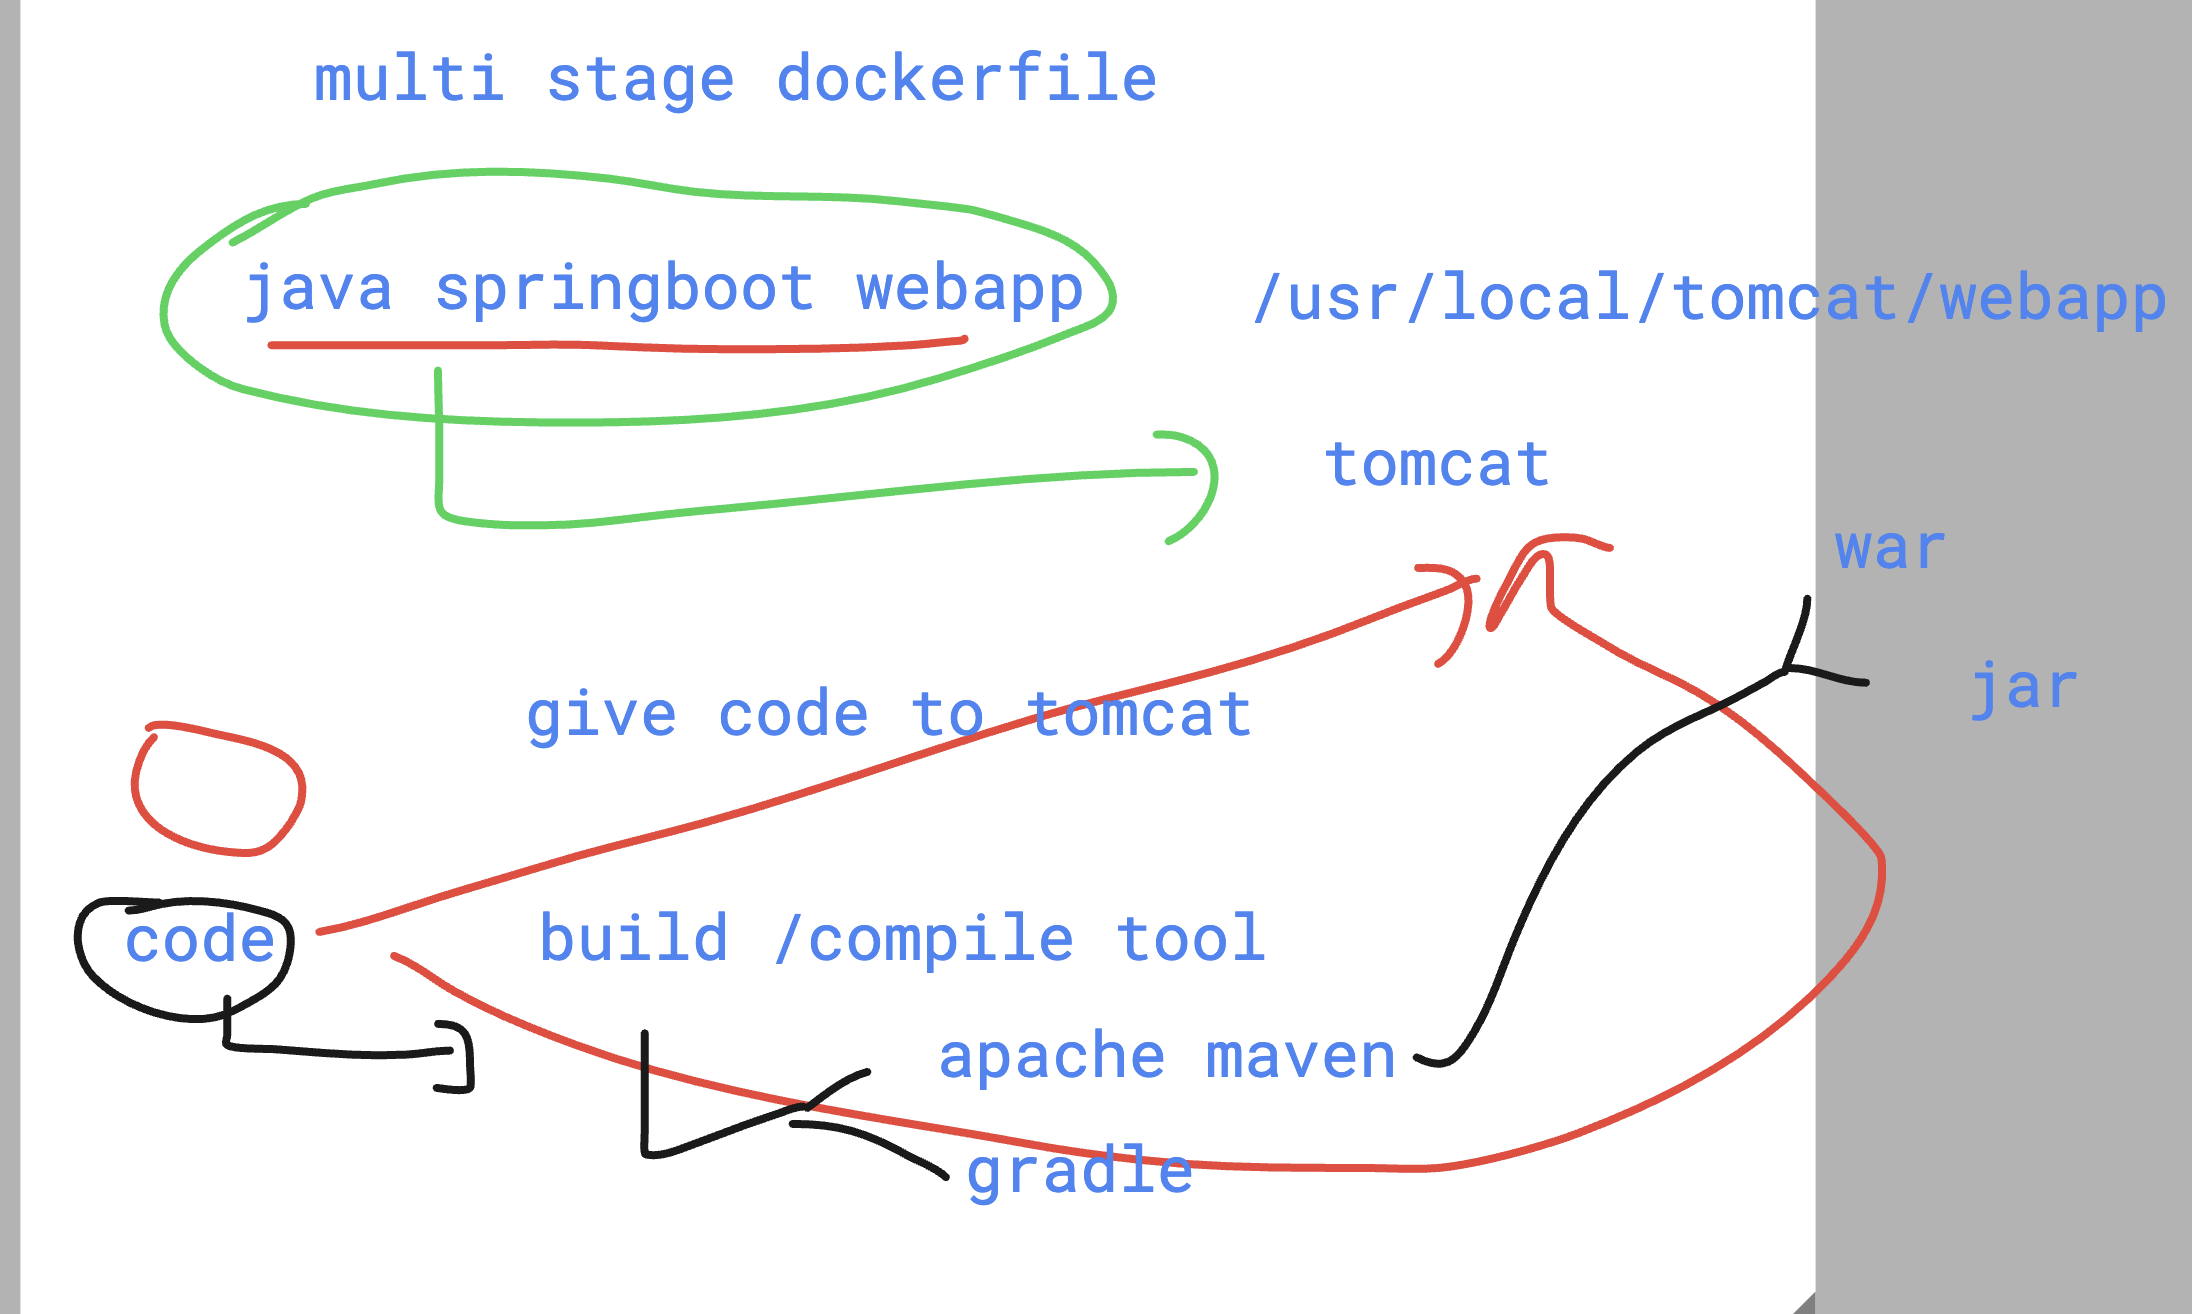 multi stage dockerfile
java springboot webapp
/usr/local/tomcat/webapp
tomcat
war
jar
give code to tomcat
code
build /compile tool
apache maven
gradle